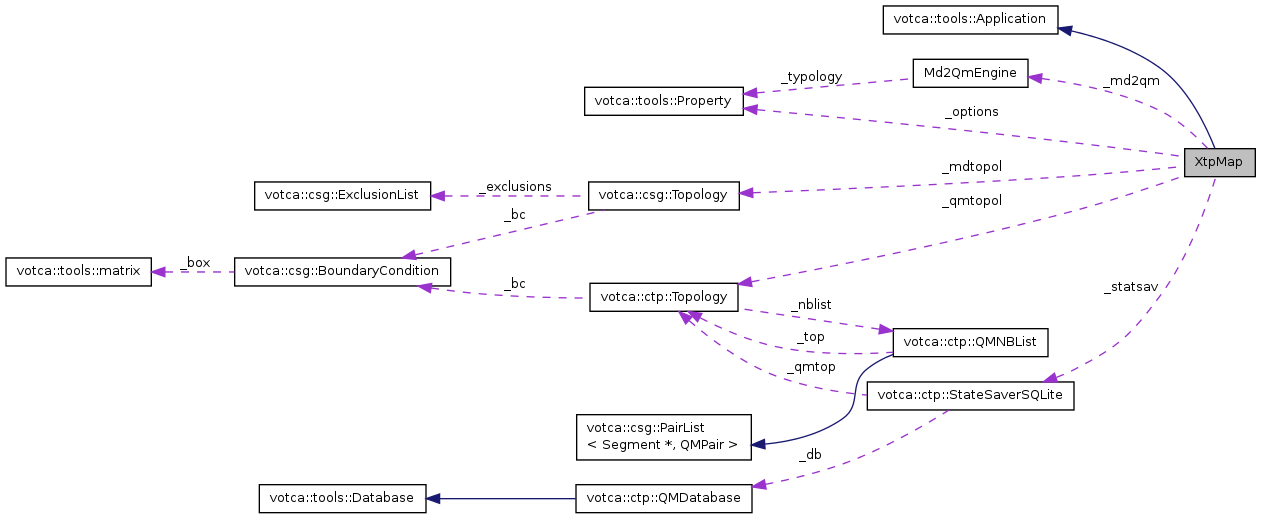 votca::tools::Application
Md2QmEngine
_md2qm
_typology
votca::tools::Property
_options
XtpMap
_mdtopol
votca::csg::ExclusionList
_exclusions
votca::csg::Topology
_qmtopol
_bc
votca::tools::matrix
_box
votca::csg::BoundaryCondition
_bc
votca::ctp::Topology
_nblist
_statsav
_top
votca::ctp::QMNBList
_qmtop
votca::ctp::StateSaverSQLite
votca::csg::PairList
< Segment *, QMPair >
_db
votca::tools::Database
votca::ctp::QMDatabase